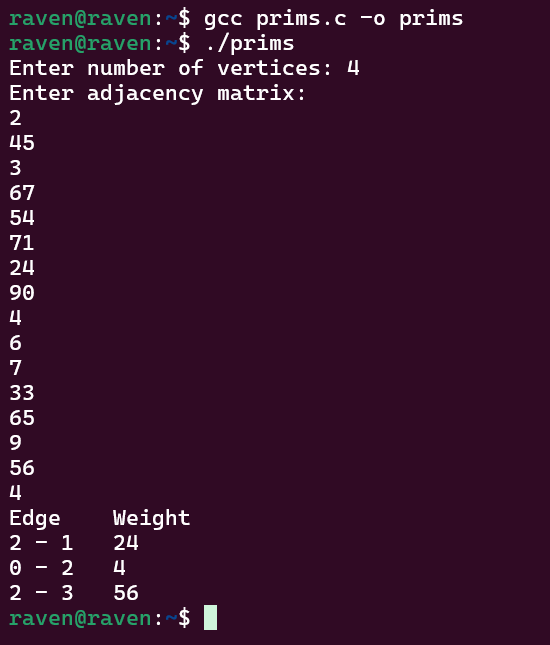 raven@raven:~$ gcc prims.c -o prims
raven@raven:~$ ./prims
Enter number of vertices: 4
Enter adjacency matrix:
2
45
3
67
54
71
24
90
4
6
7
33
65
9
56
4
Edge    Weight
2 - 1   24
0 - 2   4
2 - 3   56
raven@raven:~$